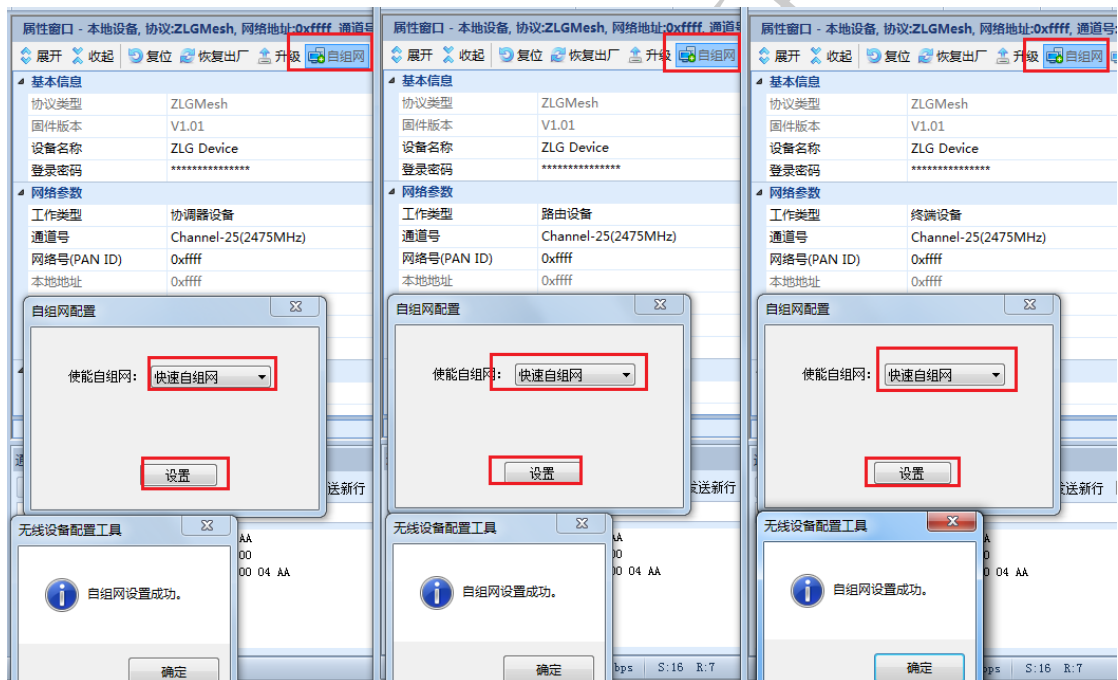 属性窗口 - 本地设备, 协议:ZLGMesh, 网络地址:0xffff, 通道号
展开 收起 复位 恢复出厂 升级 自组网
基本信息
协议类型 ZLGMesh
固件版本 V1.01
设备名称 ZLG Device
登录密码 ***************
网络参数
工作类型 协调器设备
通道号 Channel-25(2475MHz)
网络号(PAN ID) 0xffff
本地地址 0xffff
自组网配置
使能自组网: 快速自组网
设置
送新行
无线设备配置工具
AA
00
00 04 AA
自组网设置成功。
确定
属性窗口 - 本地设备, 协议:ZLGMesh, 网络地址:0xffff, 通道
展开 收起 复位 恢复出厂 升级 自组网
基本信息
协议类型 ZLGMesh
固件版本 V1.01
设备名称 ZLG Device
登录密码 ***************
网络参数
工作类型 路由设备
通道号 Channel-25(2475MHz)
网络号(PAN ID) 0xffff
本地地址 0xffff
自组网配置
使能自组网: 快速自组网
设置
送新行
无线设备配置工具
00 04 AA
自组网设置成功。
确定
bps S:16 R:7
属性窗口 - 本地设备, 协议:ZLGMesh, 网络地址:0xffff, 通道号:
展开 收起 复位 恢复出厂 升级 自组网
基本信息
协议类型 ZLGMesh
固件版本 V1.01
设备名称 ZLG Device
登录密码 ***************
网络参数
工作类型 终端设备
通道号 Channel-25(2475MHz)
网络号(PAN ID) 0xffff
本地地址 0xffff
自组网配置
使能自组网: 快速自组网
设置
送新行
无线设备配置工具
0 04 AA
自组网设置成功。
确定
ps S:16 R:7